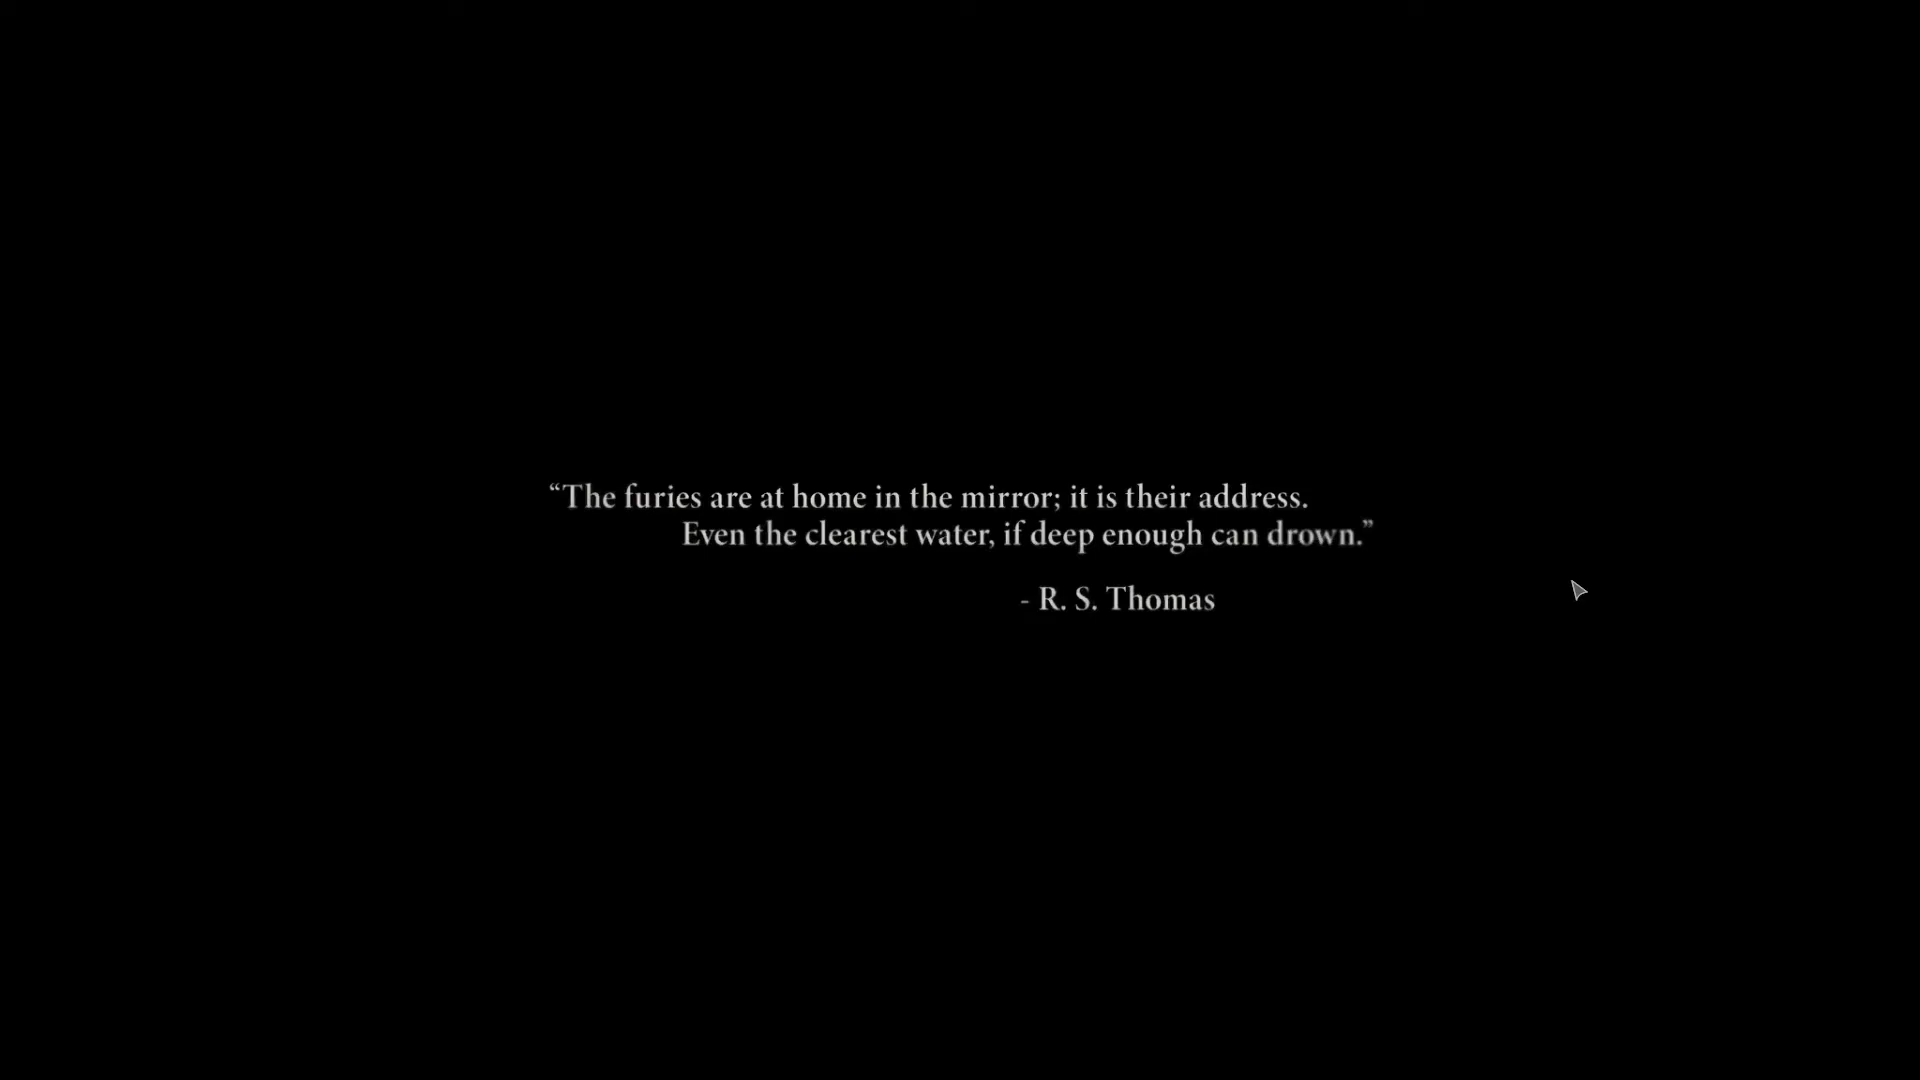 “The furies are at home in the mirror; it is their address.
Even the clearest water, if deep enough can drown.”
- R. S. Thomas